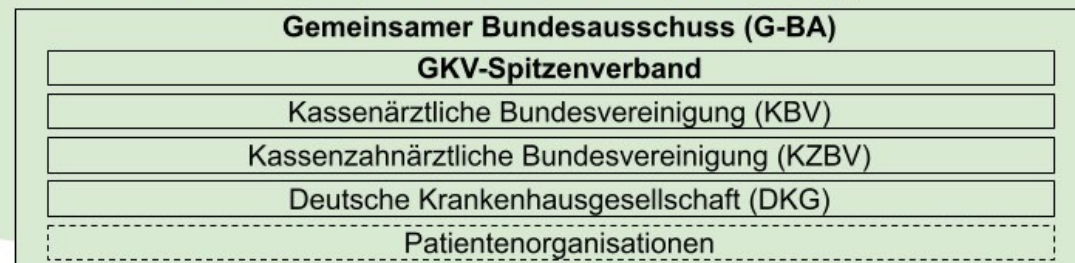 Gemeinsamer Bundesausschuss (G-BA)
GKV-Spitzenverband
Kassenärztliche Bundesvereinigung (KBV)
Kassenzahnärztliche Bundesvereinigung (KZBV)
Deutsche Krankenhausgesellschaft (DKG)
Patientenorganisationen